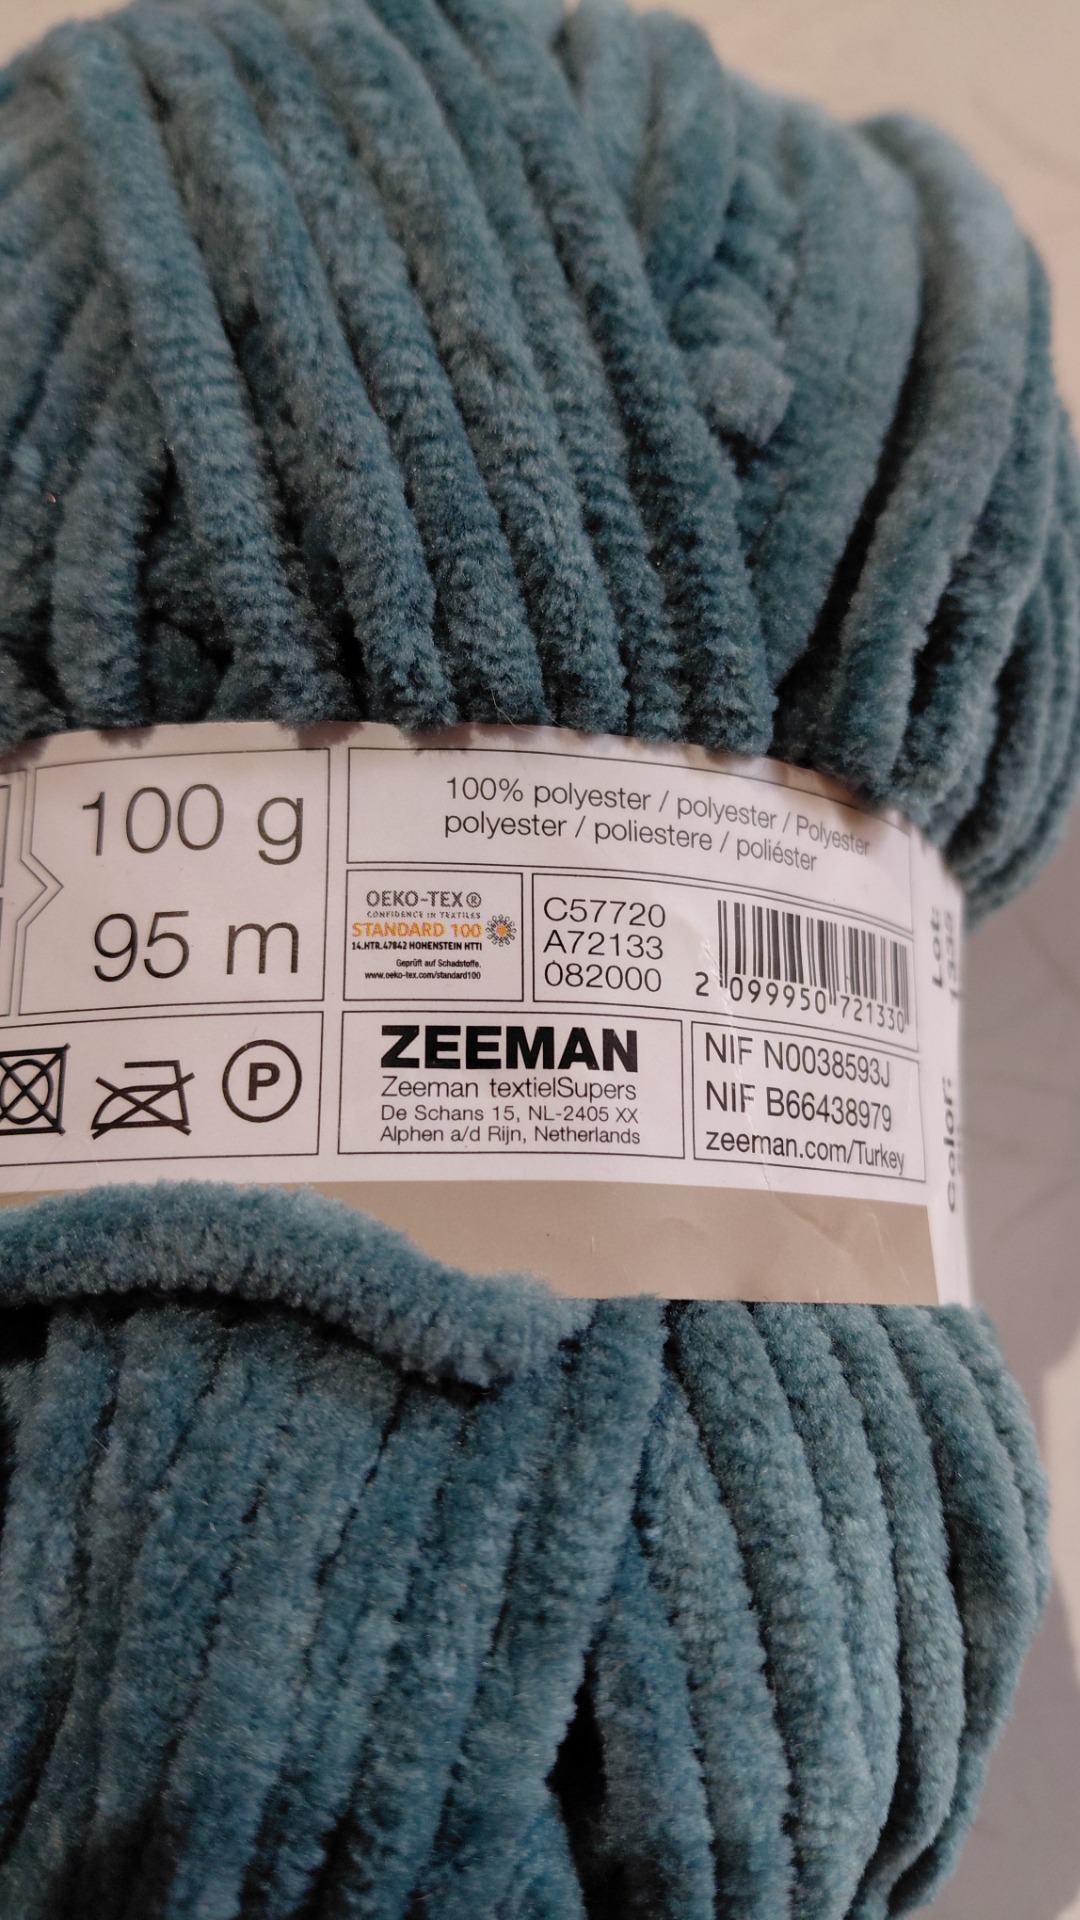 100 g
95 m
100% polyester / polyester / Polyester
polyester / poliestere / poliéster
OEKO-TEX®
CONFIDENCE IN TEXTILES
STANDARD 100
14.HTR.47842 HOHENSTEIN HTTI
Geprüft auf Schadstoffe.
www.oeko-tex.com/standard100
C57720
A72133
082000
2 099950 721330
P
ZEEMAN
Zeeman textielSupers
De Schans 15, NL-2405 XX
Alphen a/d Rijn, Netherlands
NIF N0038593J
NIF B66438979
zeeman.com/Turkey
Lot:
color: